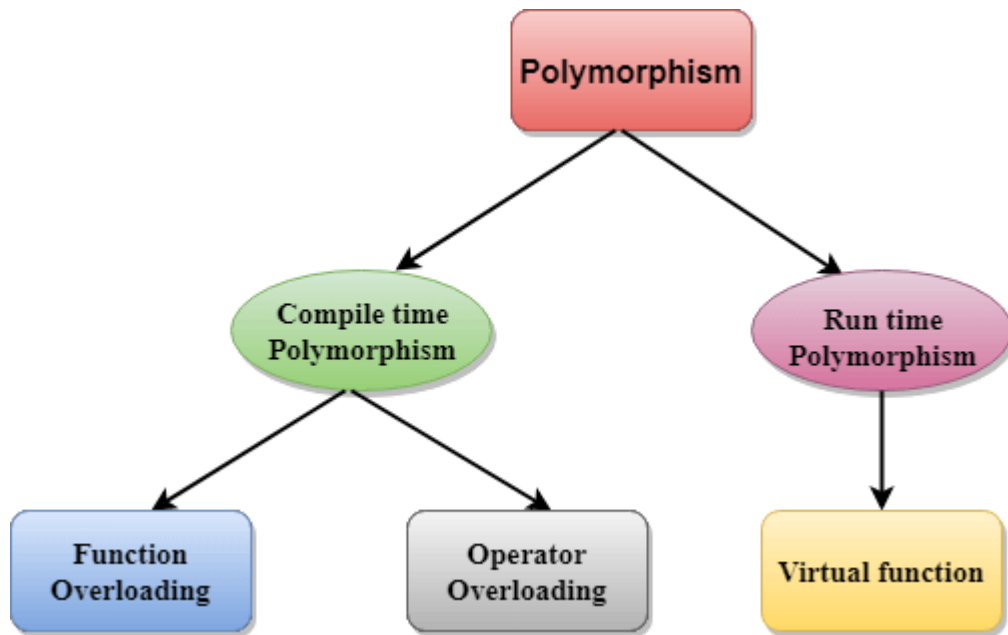 Polymorphism
Compile time
Polymorphism
Run time
Polymorphism
Function
Overloading
Operator
Overloading
Virtual function